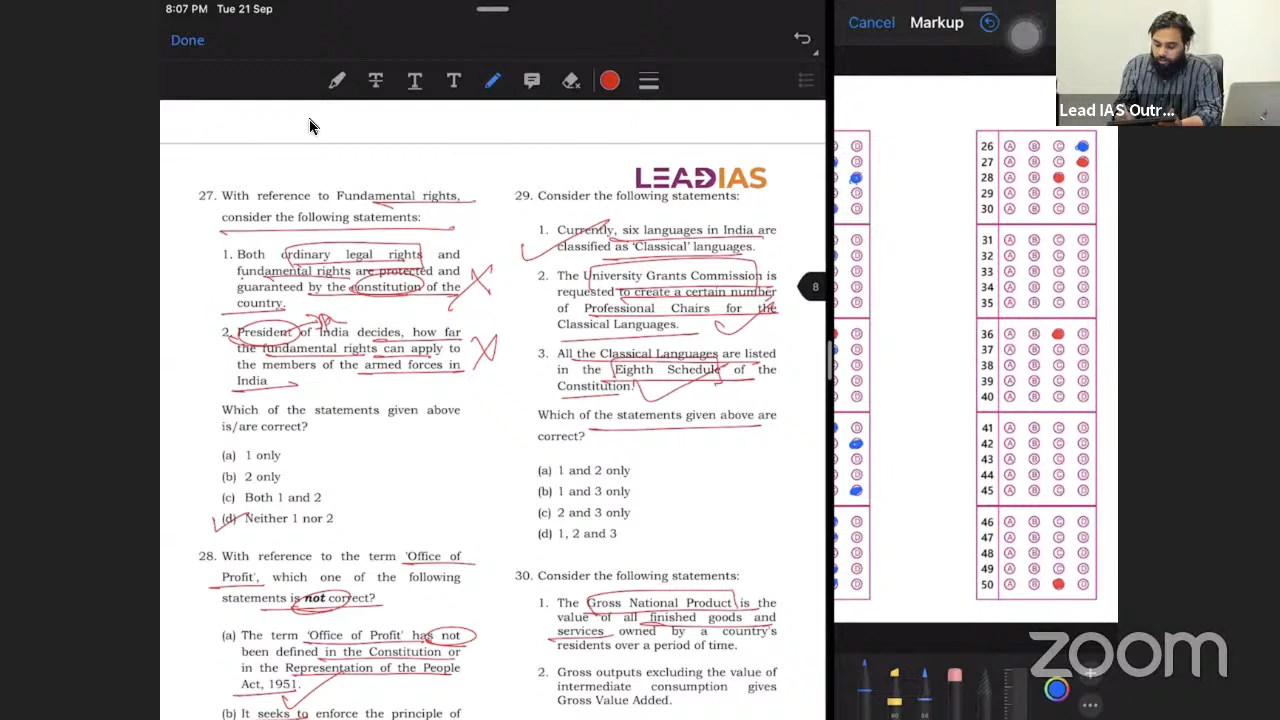 8:07 PM Tue 21 Sep
Done
Cancel
Markup
Lead IAS Outr...
LEADIAS
27. With reference to Fundamental rights,
consider the following statements:
1. Both ordinary legal rights and
fundamental rights are protected and
guaranteed by the constitution of the
country.
2. President of India decides, how far
the fundamental rights can apply to
the members of the armed forces in
India
Which of the statements given above
is/are correct?
(a) 1 only
(b) 2 only
(c) Both 1 and 2
(d) Neither 1 nor 2
28. With reference to the term 'Office of
Profit', which one of the following
statements is not correct?
(a) The term 'Office of Profit' has not
been defined in the Constitution or
in the Representation of the People
Act, 1951.
(b) It seeks to enforce the principle of
29. Consider the following statements:
1. Currently, six languages in India are
classified as 'Classical' languages.
2. The University Grants Commission is
requested to create a certain number
of Professional Chairs for the
Classical Languages.
3. All the Classical Languages are listed
in the Eighth Schedule of the
Constitution.
Which of the statements given above are
correct?
(a) 1 and 2 only
(b) 1 and 3 only
(c) 2 and 3 only
(d) 1, 2 and 3
30. Consider the following statements:
1. The Gross National Product is the
value of all finished goods and
services owned by a country's
residents over a period of time.
2. Gross outputs excluding the value of
intermediate consumption gives
Gross Value Added.
8
26 A B C
27 A B C
28 A B D
29 A B C D
30 A B C D
31 A B C D
32 A B C D
33 A B C D
34 A B C D
35 A B C D
36 A B D
37 A B C D
38 A B C D
39 A B C D
40 A B C D
41 A B C D
42 A B C D
43 A B C D
44 A B C D
45 A B C D
46 A B C D
47 A B C D
48 A B C D
49 A B C D
50 A B D
zoom